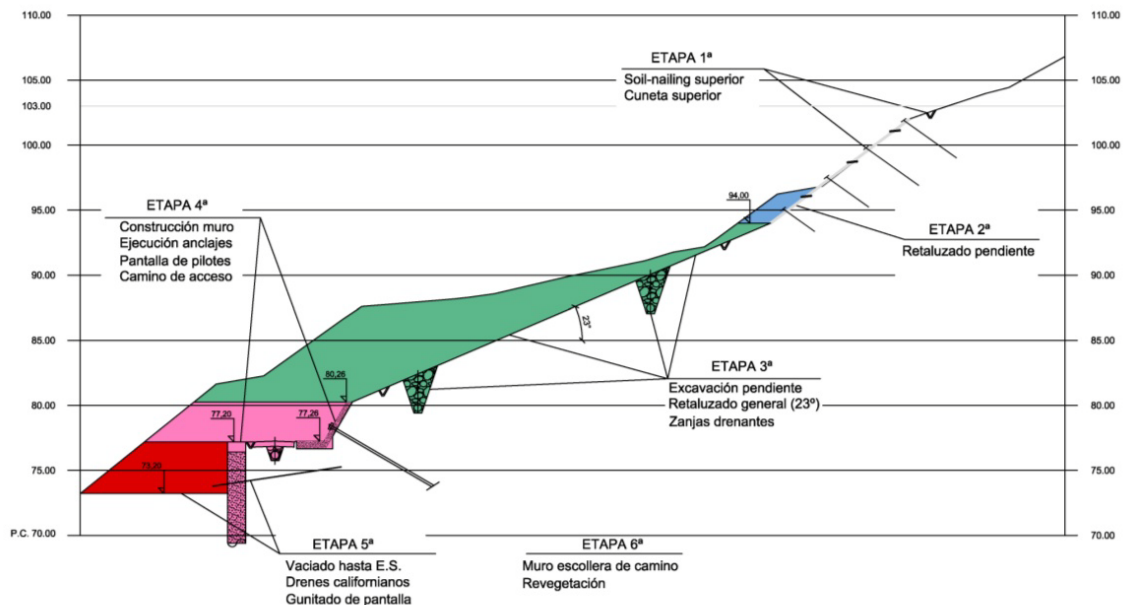 110.00
110.00
ETAPA 1ª
105.00
Soil-nailing superior
105.00
Cuneta superior
103.00
103.00
100.00
100.00
ETAPA 4ª
95.00
94,00
95.00
Construcción muro
Ejecución anclajes
Pantalla de pilotes
Camino de acceso
ETAPA 2ª
Retaluzado pendiente
90.00
90.00
23°
85.00
85.00
ETAPA 3ª
80,26
Excavación pendiente
Retaluzado general (23º)
Zanjas drenantes
80.00
80.00
77,20
77,26
75.00
75.00
73,20
P.C. 70.00
70.00
ETAPA 5ª
Vaciado hasta E.S.
Drenes californianos
Gunitado de pantalla
ETAPA 6ª
Muro escollera de camino
Revegetación